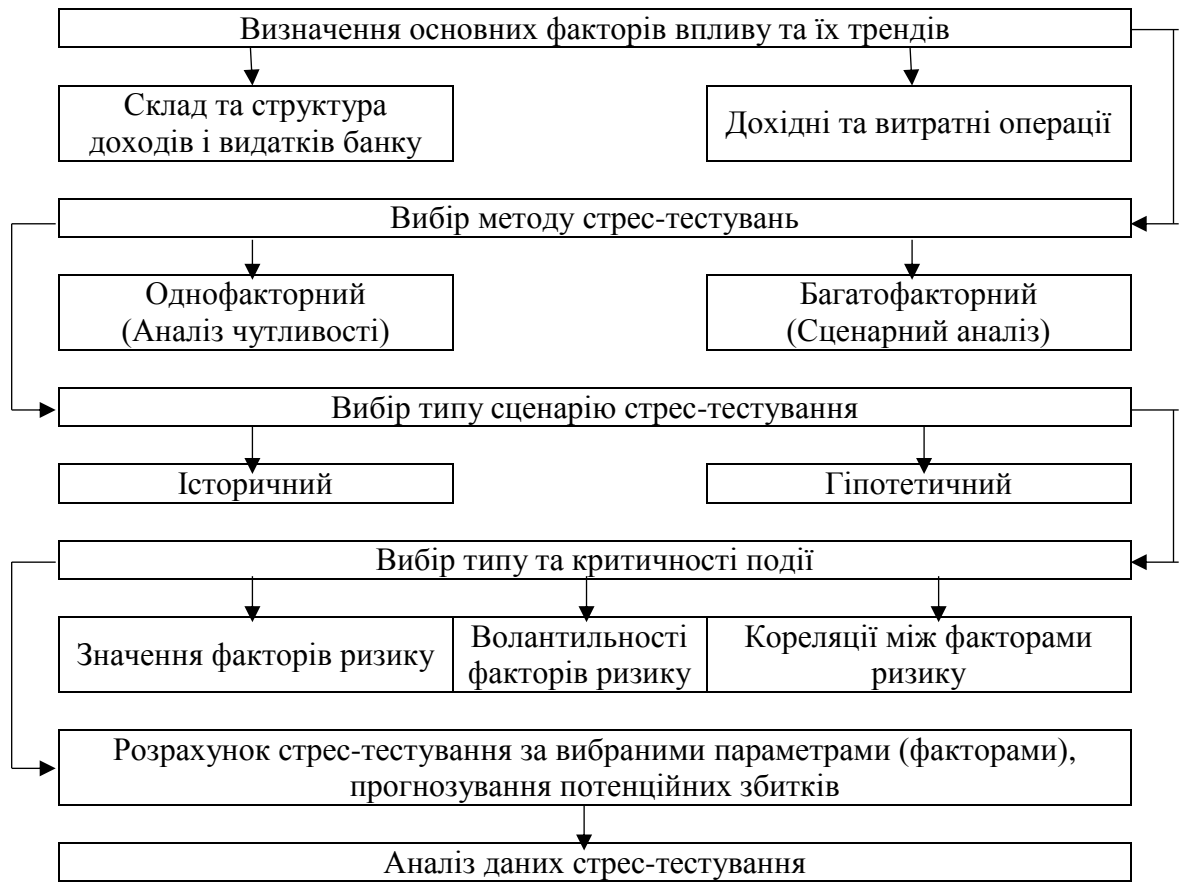 Визначення основних факторів впливу та їх трендів
Склад та структура
доходів і видатків банку
Дохідні та витратні операції
Вибір методу стрес-тестувань
Однофакторний
(Аналіз чутливості)
Багатофакторний
(Сценарний аналіз)
Вибір типу сценарію стрес-тестування
Історичний
Гіпотетичний
Вибір типу та критичності події
Значення факторів ризику
Волантильності
факторів ризику
Кореляції між факторами
ризику
Розрахунок стрес-тестування за вибраними параметрами (факторами),
прогнозування потенційних збитків
Аналіз даних стрес-тестування